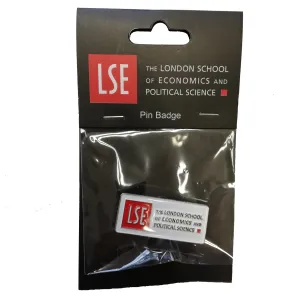 LSE
THE LONDON SCHOOL
OF ECONOMICS AND
POLITICAL SCIENCE
Pin Badge
LSE
THE LONDON SCHOOL
OF ECONOMICS AND
POLITICAL SCIENCE